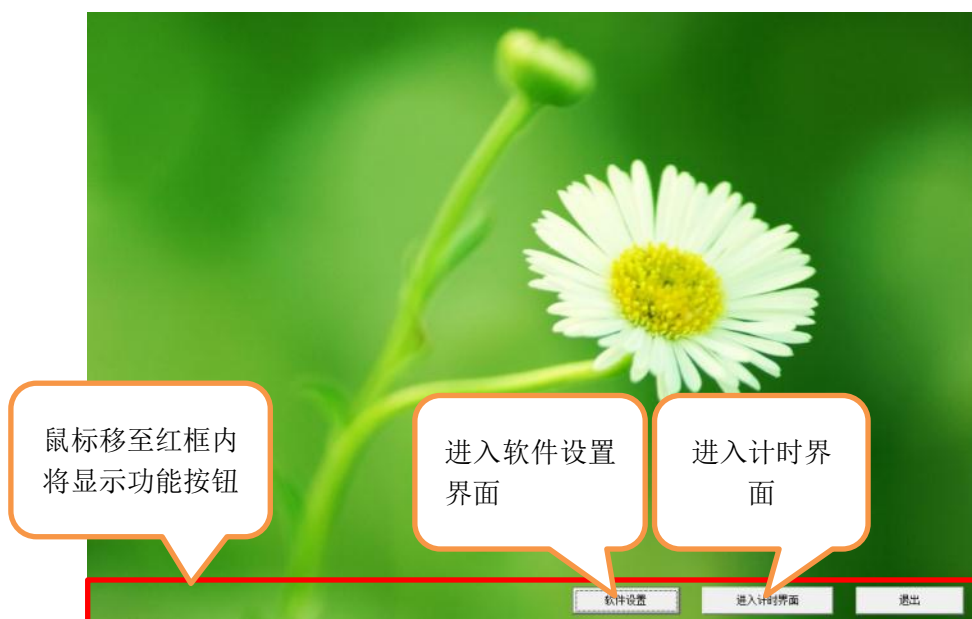 鼠标移至红框内
将显示功能按钮
进入软件设置
界面
进入计时界
面
软件设置
进入计时界面
退出